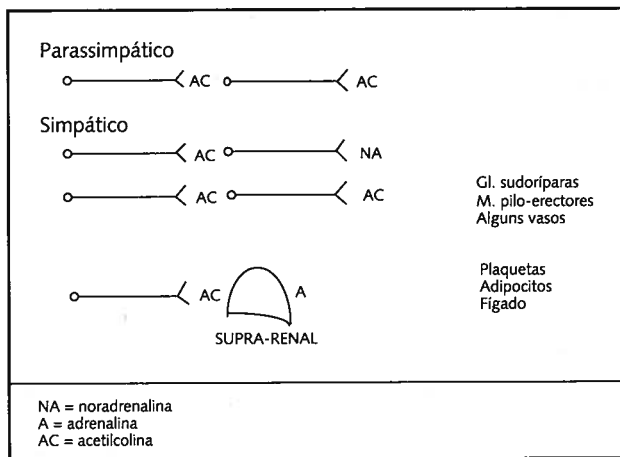 Parassimpático
AC AC
Simpático
AC NA
AC AC
Gl. sudoríparas
M. pilo-erectores
Alguns vasos
AC A
SUPRA-RENAL
Plaquetas
Adipocitos
Fígado
NA = noradrenalina
A = adrenalina
AC = acetilcolina